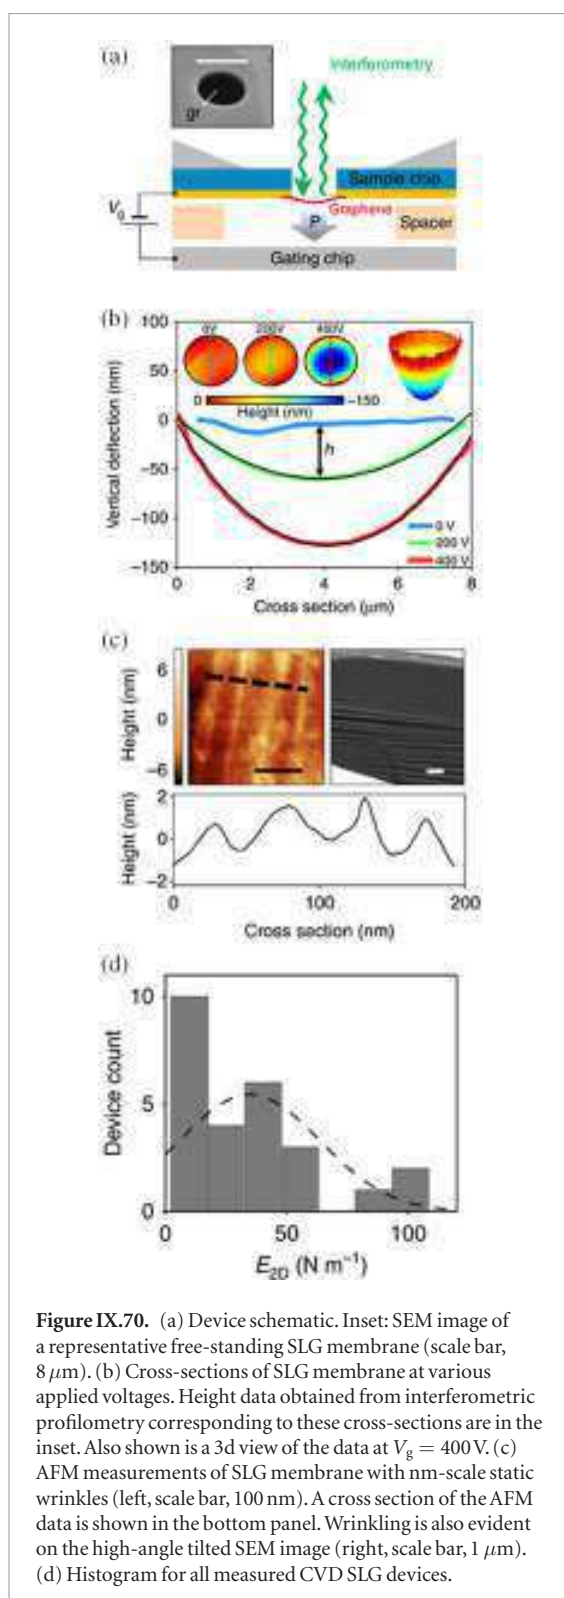 (a)
Interferometry
gr
Sample chip
V_g
Graphene
P
Spacer
Gating chip
(b)
100
0V 200V 400V
50
0 −150
Height (nm)
0
Vertical deflection (nm)
h
−50
−100
0 V
200 V
400 V
−150
0 2 4 6 8
Cross section (μm)
(c)
6
Height (nm)
0
−6
2
Height (nm)
0
−2
0 100 200
Cross section (nm)
(d)
10
Device count
5
0
0 50 100
E_2D (N m⁻¹)
Figure IX.70. (a) Device schematic. Inset: SEM image of
a representative free-standing SLG membrane (scale bar,
8 μm). (b) Cross-sections of SLG membrane at various
applied voltages. Height data obtained from interferometric
profilometry corresponding to these cross-sections are in the
inset. Also shown is a 3d view of the data at V_g = 400 V. (c)
AFM measurements of SLG membrane with nm-scale static
wrinkles (left, scale bar, 100 nm). A cross section of the AFM
data is shown in the bottom panel. Wrinkling is also evident
on the high-angle tilted SEM image (right, scale bar, 1 μm).
(d) Histogram for all measured CVD SLG devices.